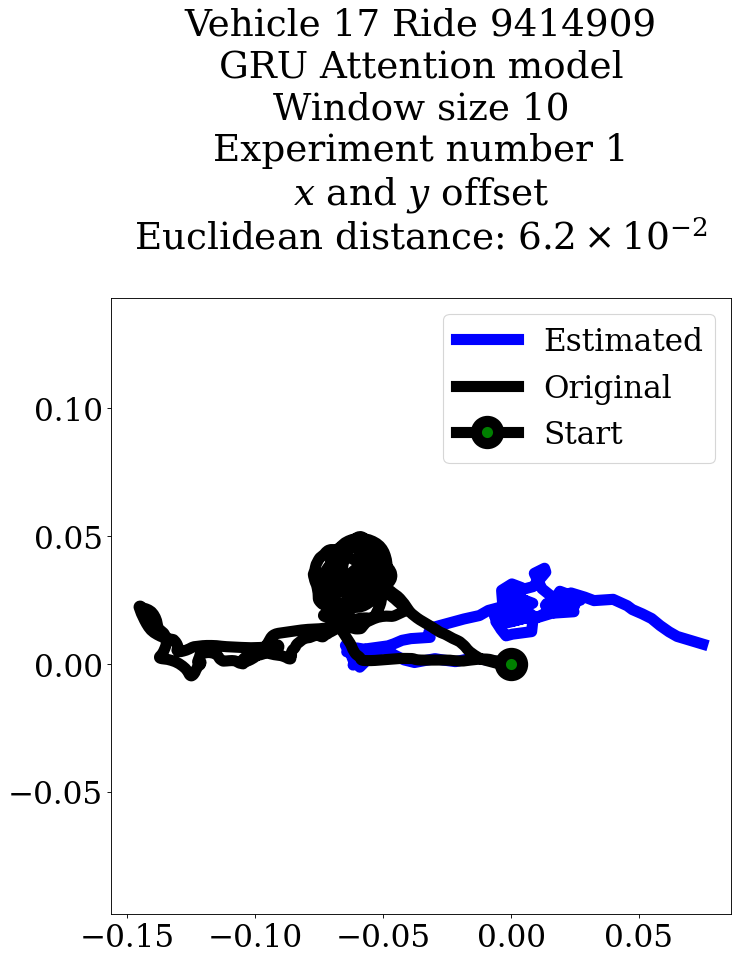 Vehicle 17 Ride 9414909
GRU Attention model
Window size 10
Experiment number 1
x and y offset
Euclidean distance: 6.2 × 10⁻²
Estimated
Original
Start
0.10
0.05
0.00
−0.05
−0.15 −0.10 −0.05 0.00 0.05